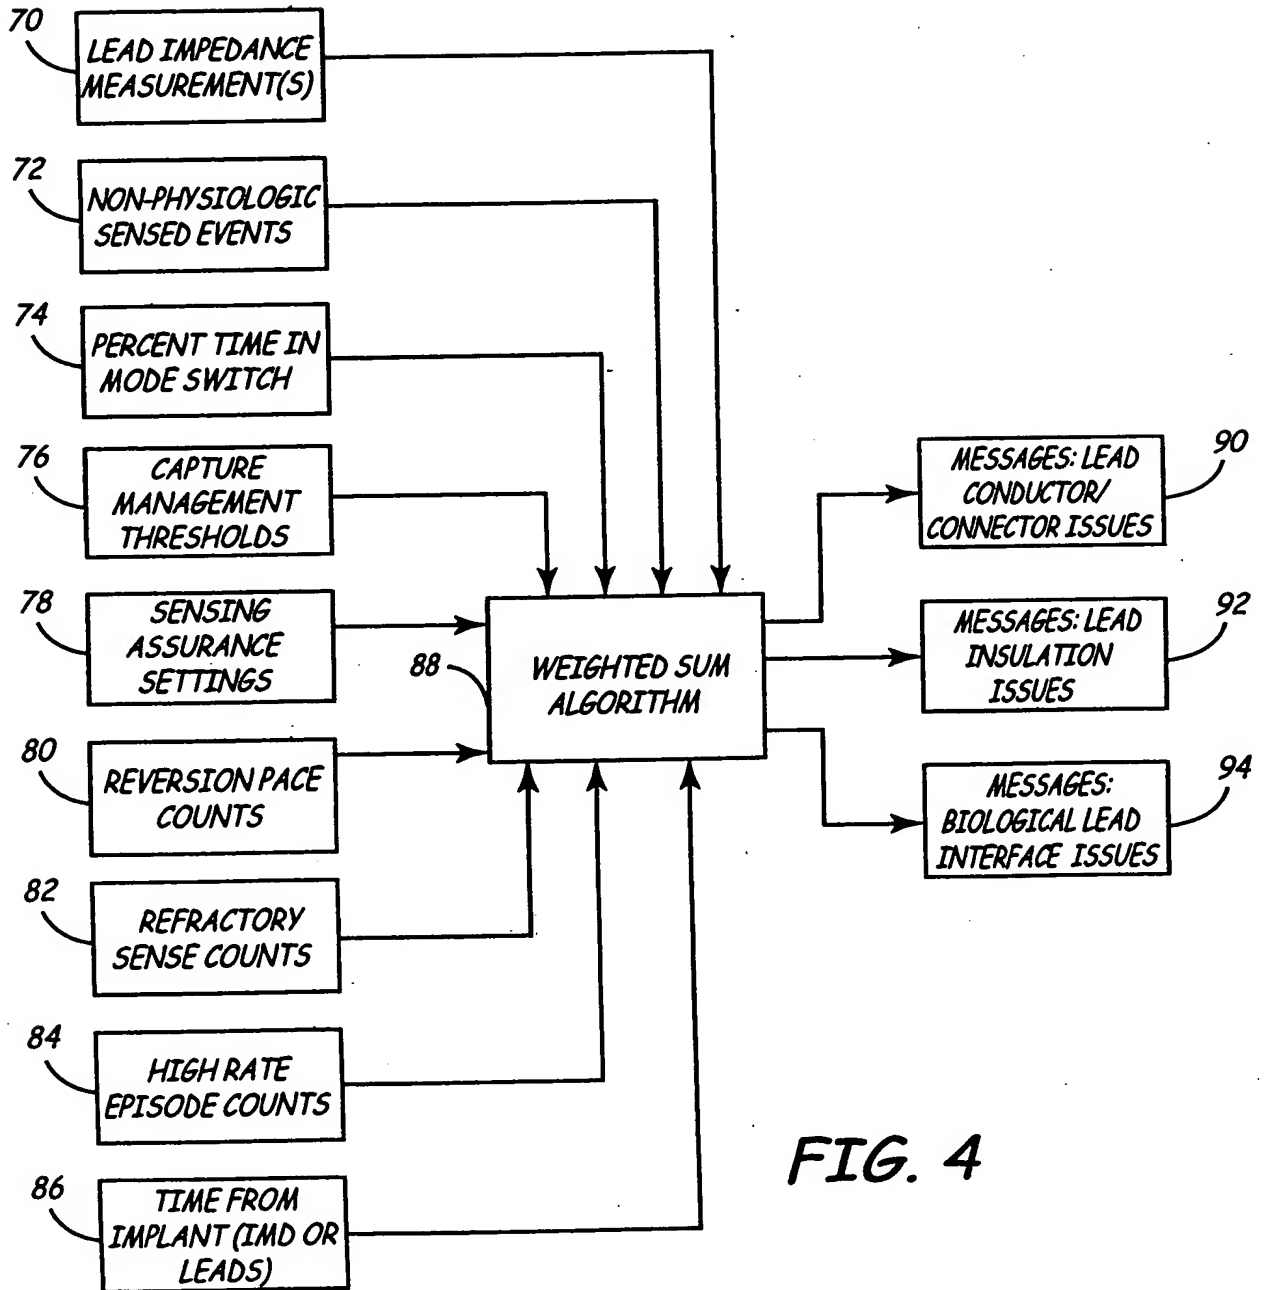 70
LEAD IMPEDANCE
MEASUREMENT(S)
72
NON-PHYSIOLOGIC
SENSED EVENTS
74
PERCENT TIME IN
MODE SWITCH
76
CAPTURE
MANAGEMENT
THRESHOLDS
78
SENSING
ASSURANCE
SETTINGS
80
REVERSION PACE
COUNTS
82
REFRACTORY
SENSE COUNTS
84
HIGH RATE
EPISODE COUNTS
86
TIME FROM
IMPLANT (IMD OR
LEADS)
88
WEIGHTED SUM
ALGORITHM
90
MESSAGES: LEAD
CONDUCTOR/
CONNECTOR ISSUES
92
MESSAGES: LEAD
INSULATION
ISSUES
94
MESSAGES:
BIOLOGICAL LEAD
INTERFACE ISSUES
FIG. 4